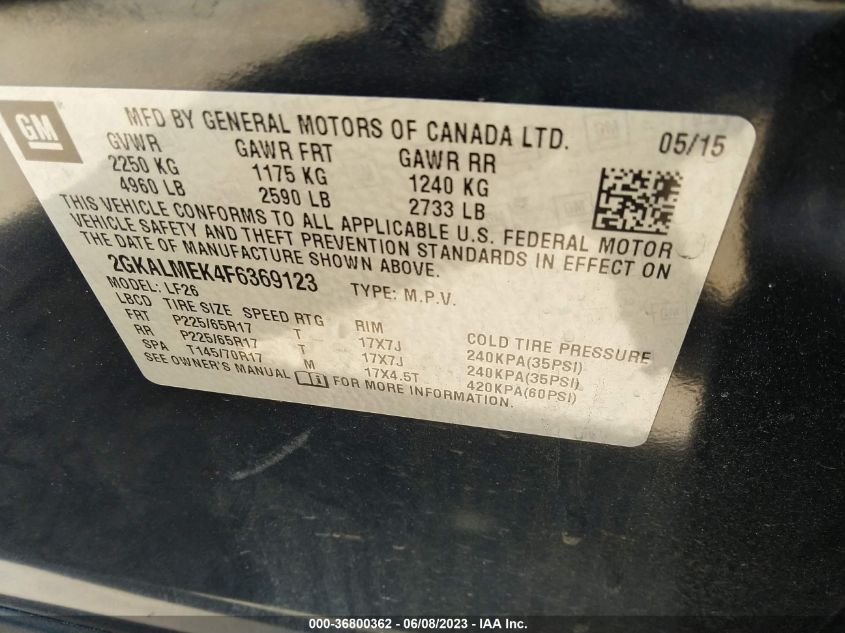 GM
MFD BY GENERAL MOTORS OF CANADA LTD. 05/15
GVWR GAWR FRT GAWR RR
2250 KG 1175 KG 1240 KG
4960 LB 2590 LB 2733 LB
THIS VEHICLE CONFORMS TO ALL APPLICABLE U.S. FEDERAL MOTOR
VEHICLE SAFETY AND THEFT PREVENTION STANDARDS IN EFFECT ON
THE DATE OF MANUFACTURE SHOWN ABOVE.
2GKALMEK4F6369123 TYPE: M.P.V.
MODEL: LF26
LBCD TIRE SIZE SPEED RTG RIM COLD TIRE PRESSURE
FRT P225/65R17 T 17X7J 240KPA(35PSI)
RR P225/65R17 T 17X7J 240KPA(35PSI)
SPA T145/70R17 M 17X4.5T 420KPA(60PSI)
SEE OWNER'S MANUAL FOR MORE INFORMATION.
000-36800362 - 06/08/2023 - IAA Inc.